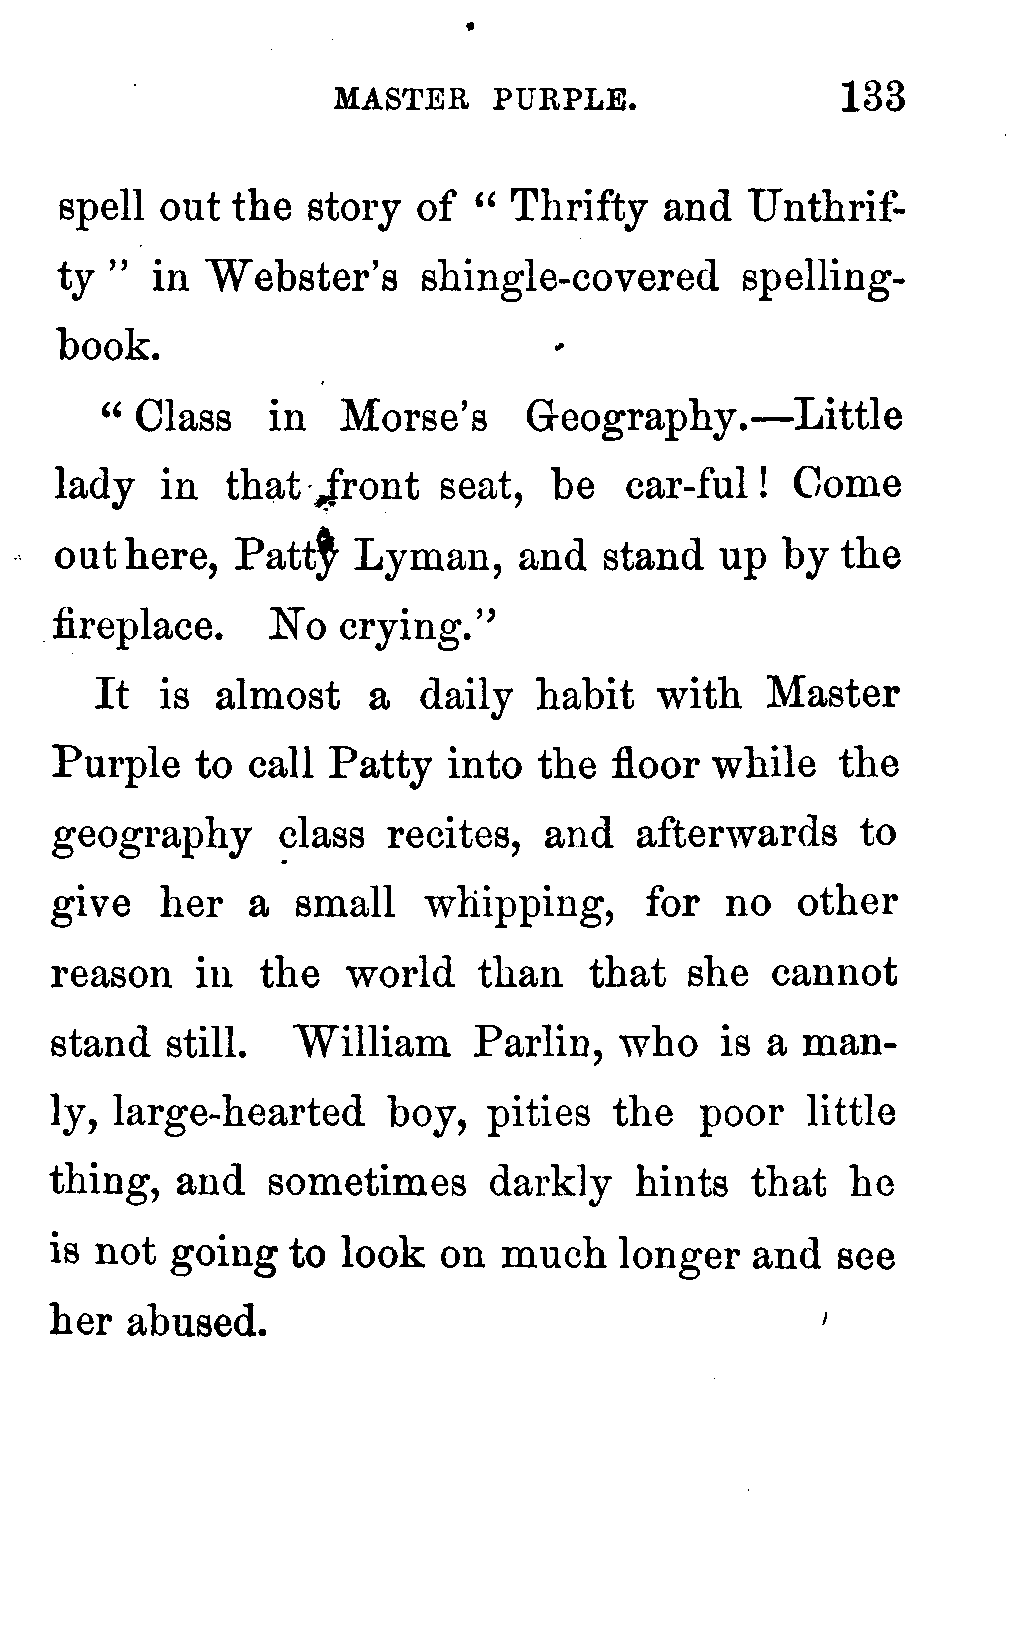 MASTER PURPLE. 133
spell out the story of “ Thrifty and Unthrif-
ty ” in Webster’s shingle-covered spelling-
book.
“ Class in Morse’s Geography.—Little
lady in that front seat, be car-ful! Come
out here, Patty Lyman, and stand up by the
fireplace. No crying.”
It is almost a daily habit with Master
Purple to call Patty into the floor while the
geography class recites, and afterwards to
give her a small whipping, for no other
reason in the world than that she cannot
stand still. William Parlin, who is a man-
ly, large-hearted boy, pities the poor little
thing, and sometimes darkly hints that he
is not going to look on much longer and see
her abused.